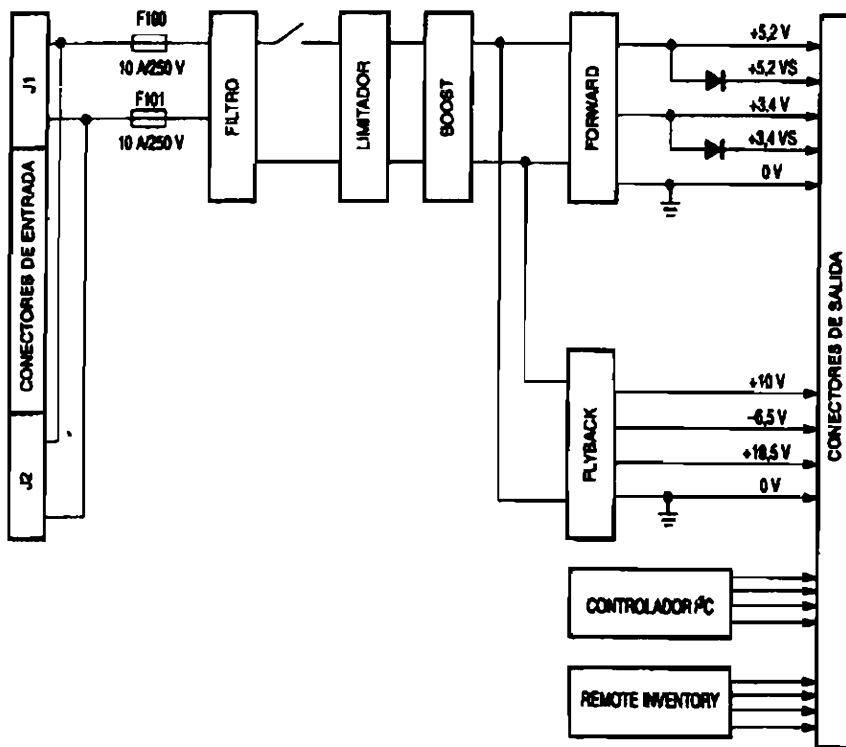 J1
CONECTORES DE ENTRADA
J2
F100
10 A/250 V
F101
10 A/250 V
FILTRO
LIMITADOR
BOOST
FORWARD
+5,2 V
+5,2 VS
+3,4 V
+3,4 VS
0 V
FLYBACK
+10 V
-6,5 V
+18,5 V
0 V
CONTROLADOR I²C
REMOTE INVENTORY
CONECTORES DE SALIDA